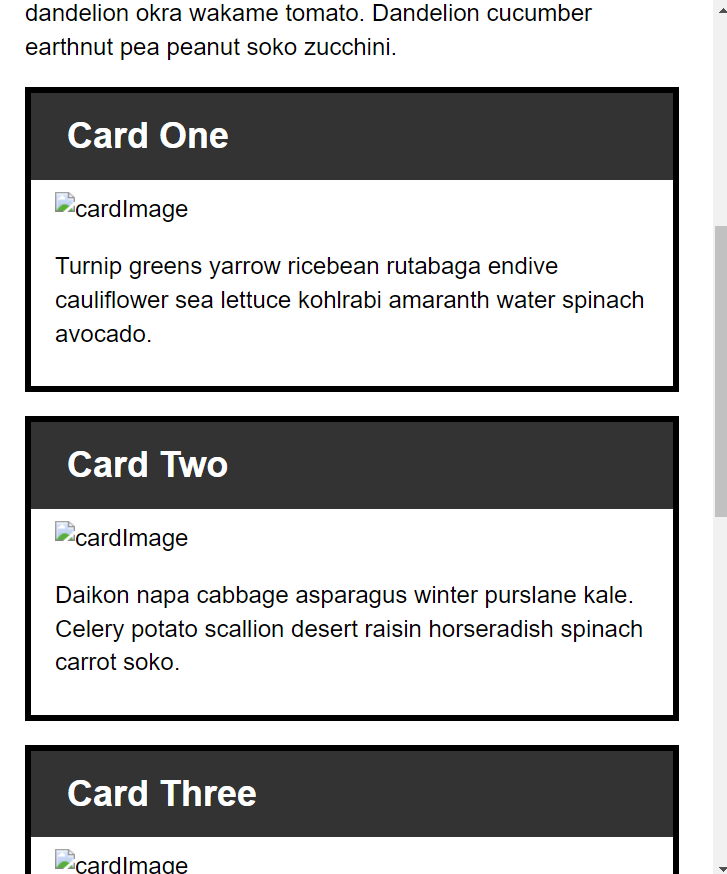 dandelion okra wakame tomato. Dandelion cucumber
earthnut pea peanut soko zucchini.
Card One
cardImage
Turnip greens yarrow ricebean rutabaga endive
cauliflower sea lettuce kohlrabi amaranth water spinach
avocado.
Card Two
cardImage
Daikon napa cabbage asparagus winter purslane kale.
Celery potato scallion desert raisin horseradish spinach
carrot soko.
Card Three
cardImage